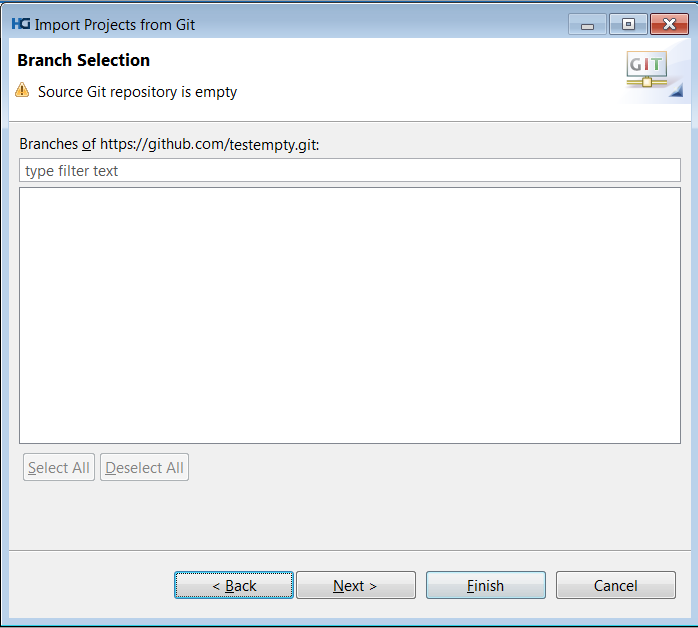 HG Import Projects from Git
Branch Selection
GIT
Source Git repository is empty
Branches of https://github.com/testempty.git:
type filter text
Select All
Deselect All
< Back
Next >
Finish
Cancel